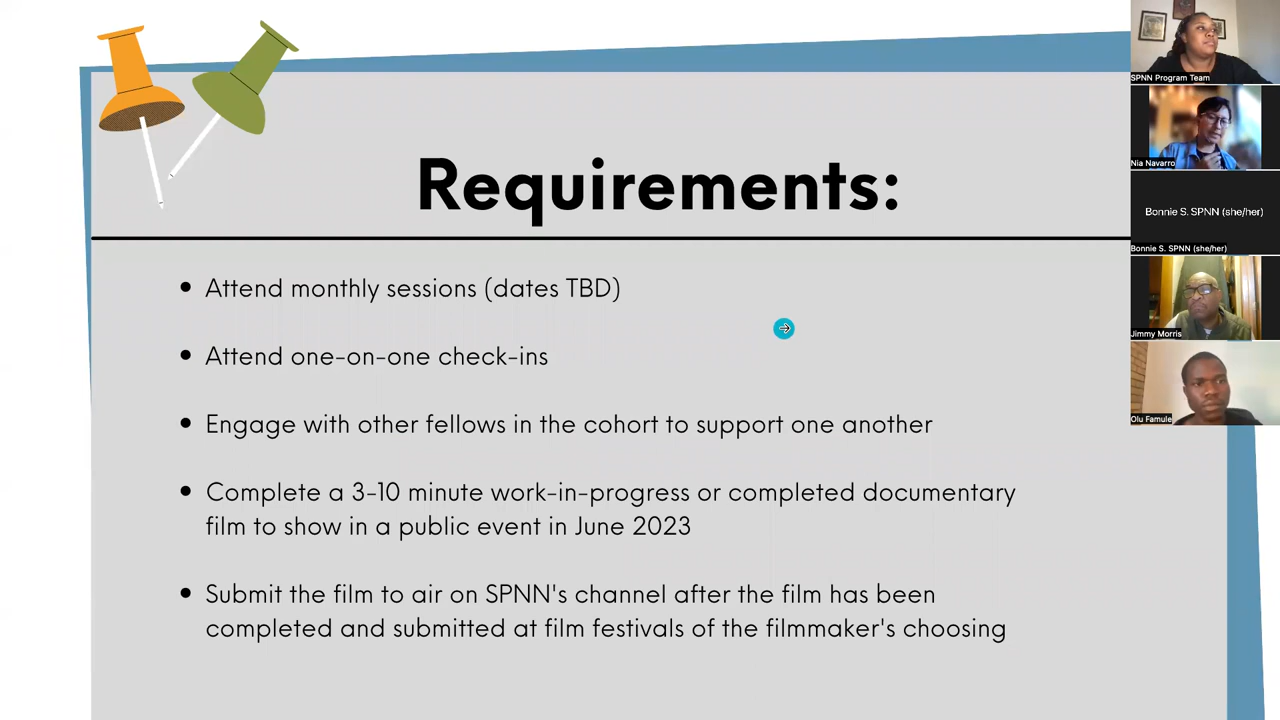 Requirements:
• Attend monthly sessions (dates TBD)
• Attend one-on-one check-ins
• Engage with other fellows in the cohort to support one another
• Complete a 3-10 minute work-in-progress or completed documentary
film to show in a public event in June 2023
• Submit the film to air on SPNN's channel after the film has been
completed and submitted at film festivals of the filmmaker's choosing
SPNN Program Team
Nia Navarro
Bonnie S. SPNN (she/her)
Bonnie S. SPNN (she/her)
Jimmy Morris
Olu Famule